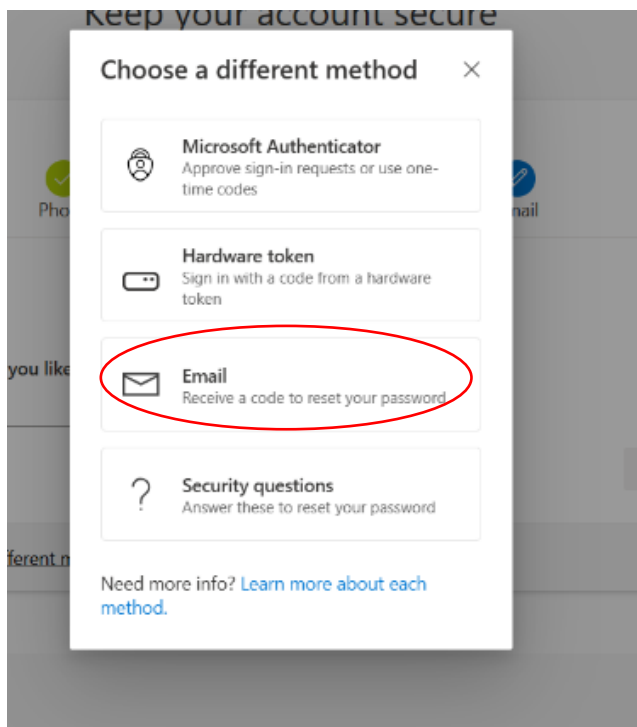 Keep your account secure
Choose a different method
Microsoft Authenticator
Approve sign-in requests or use one-
time codes
Pho
nail
Hardware token
Sign in with a code from a hardware
token
you like
Email
Receive a code to reset your password
Security questions
Answer these to reset your password
fferent m
Need more info? Learn more about each
method.